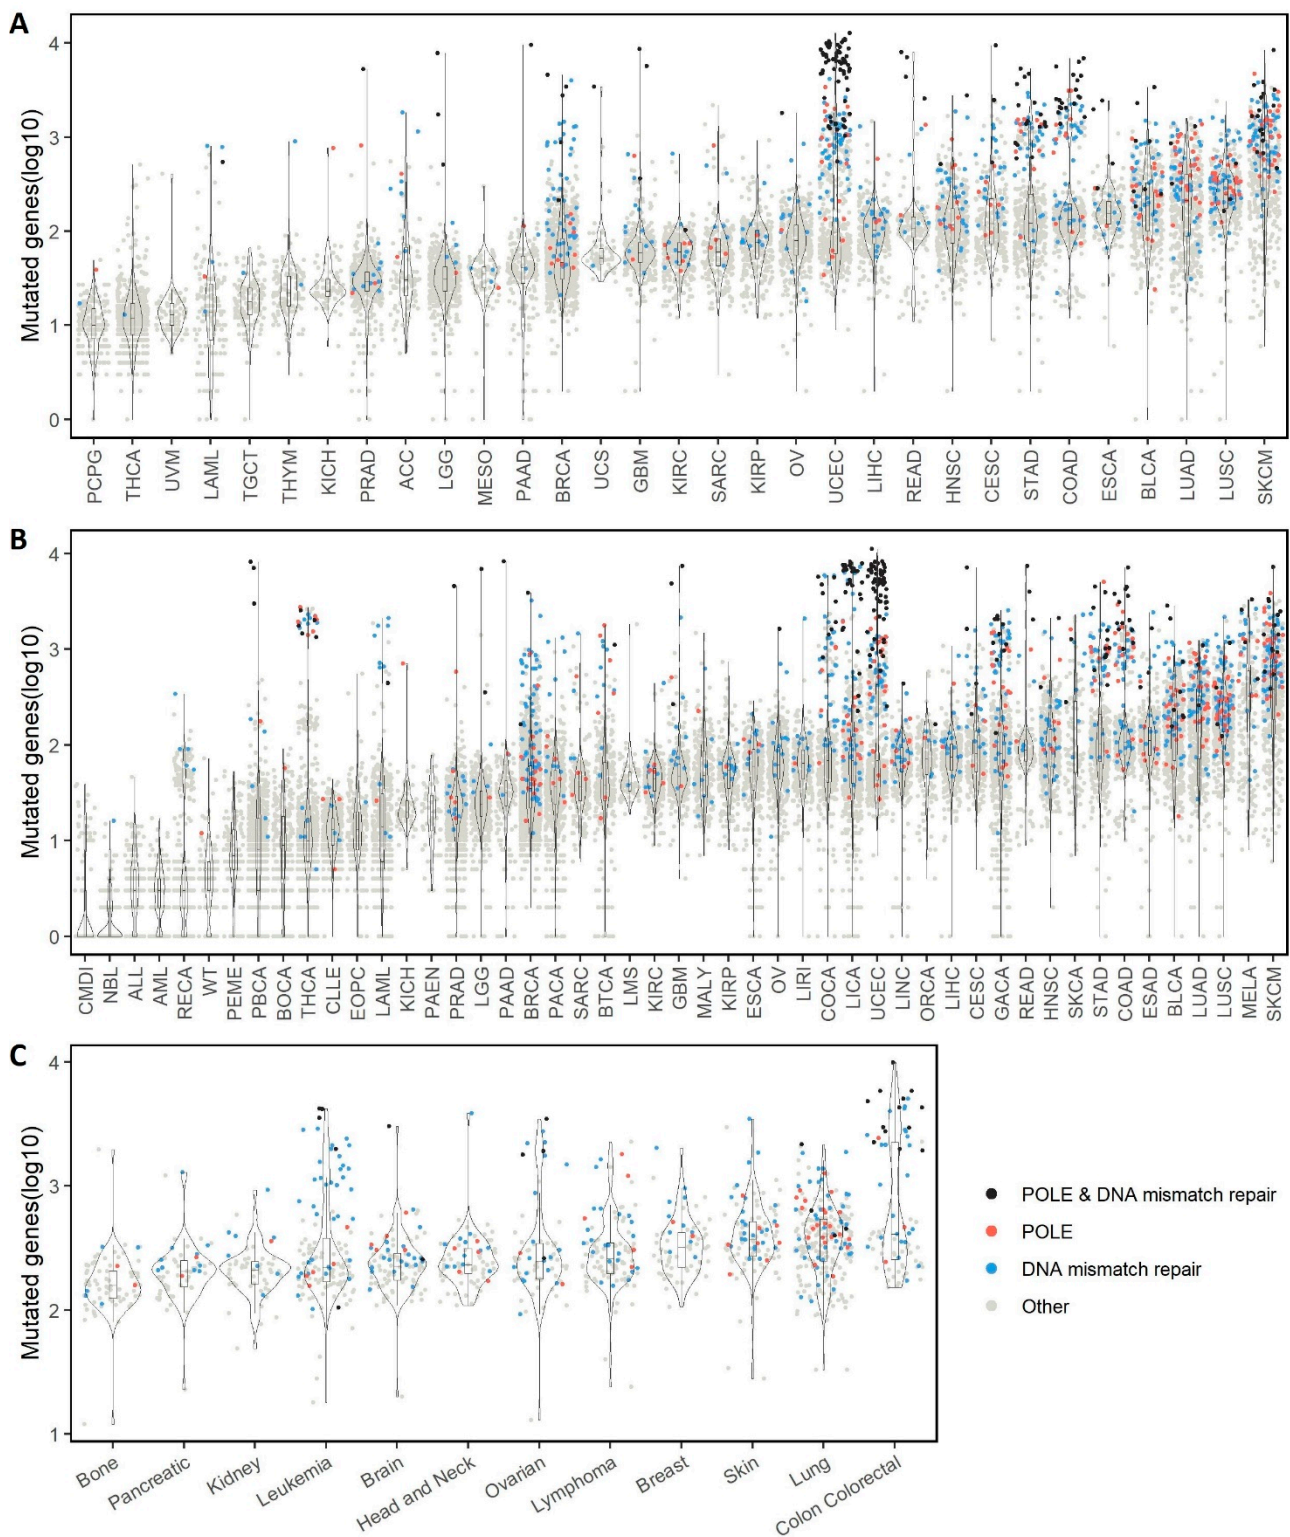 A
Mutated genes(log10)
4
3
2
1
0
PCPG THCA UVM LAML TGCT THYM KICH PRAD ACC LGG MESO PAAD BRCA UCS GBM KIRC SARC KIRP OV UCEC LIHC READ HNSC CESC STAD COAD ESCA BLCA LUAD LUSC SKCM
B
Mutated genes(log10)
4
3
2
1
0
CMDI NBL ALL AML RECA WT PEME PBCA BOCA THCA CLLE EOPC LAML KICH PAEN PRAD LGG PAAD BRCA PACA SARC BTCA LMS KIRC GBM MALY KIRP ESCA OV LIRI COCA LICA UCEC LINC ORCA LIHC CESC GACA READ HNSC SKCA STAD COAD ESAD BLCA LUAD LUSC MELA SKCM
C
Mutated genes(log10)
4
3
2
1
Bone Pancreatic Kidney Leukemia Brain Head and Neck Ovarian Lymphoma Breast Skin Lung Colon Colorectal
POLE & DNA mismatch repair
POLE
DNA mismatch repair
Other